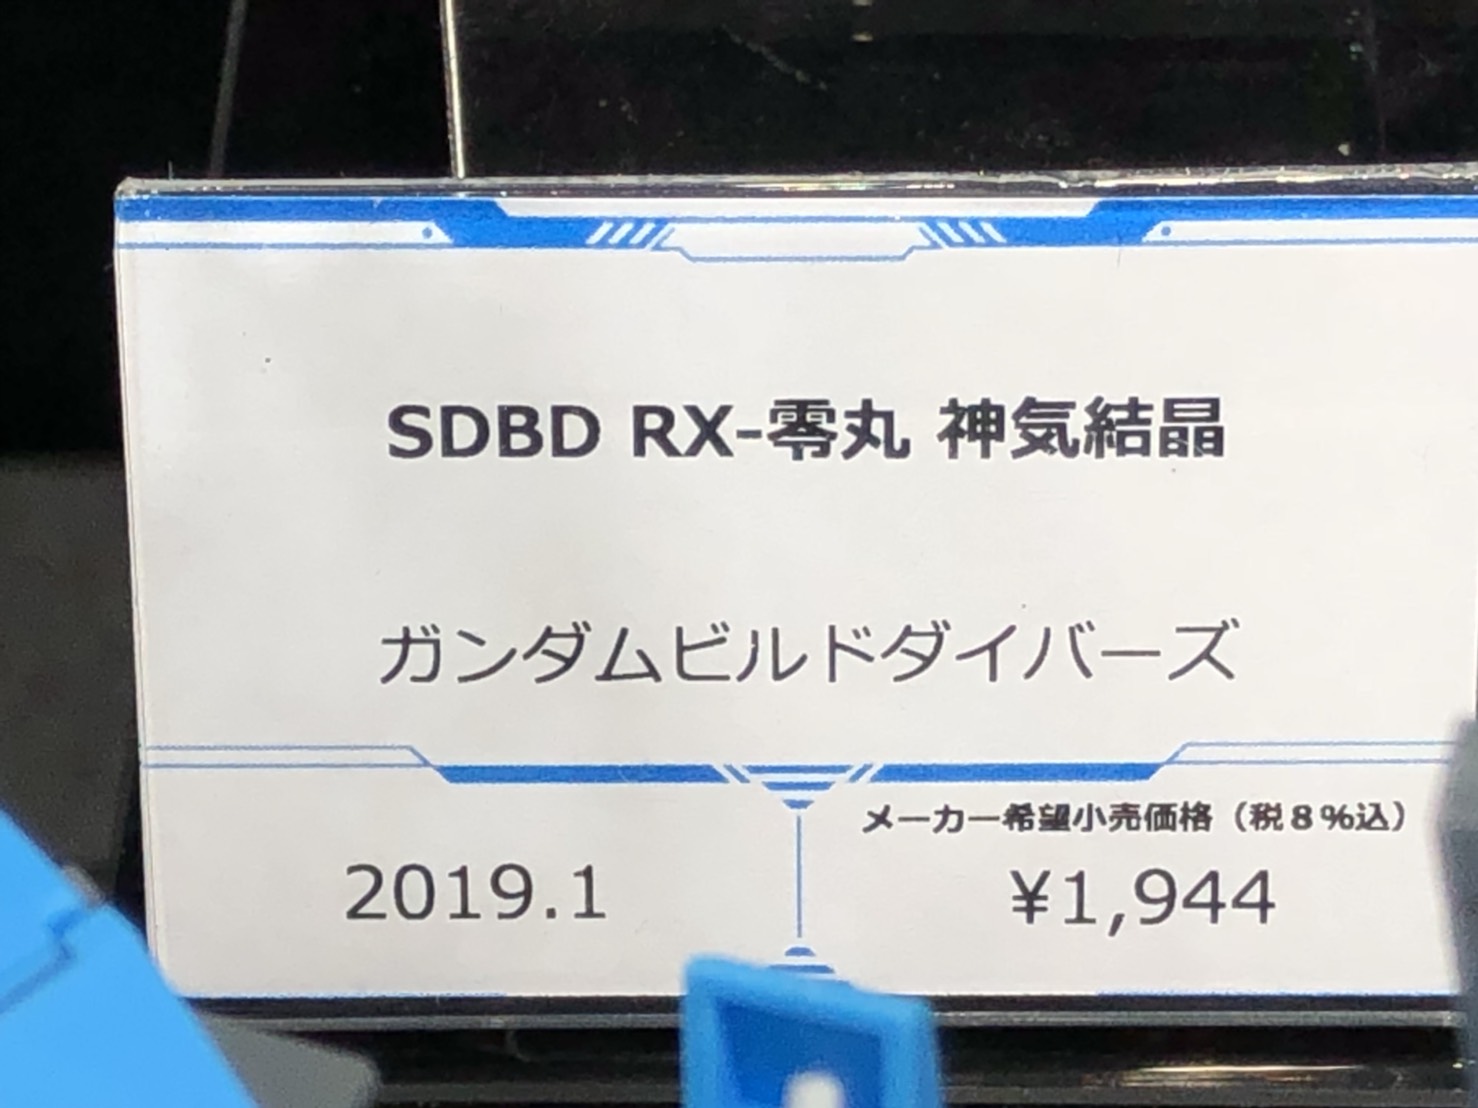 SDBD RX-零丸 神気結晶
ガンダムビルドダイバーズ
2019.1
メーカー希望小売価格（税８%込）
¥1,944